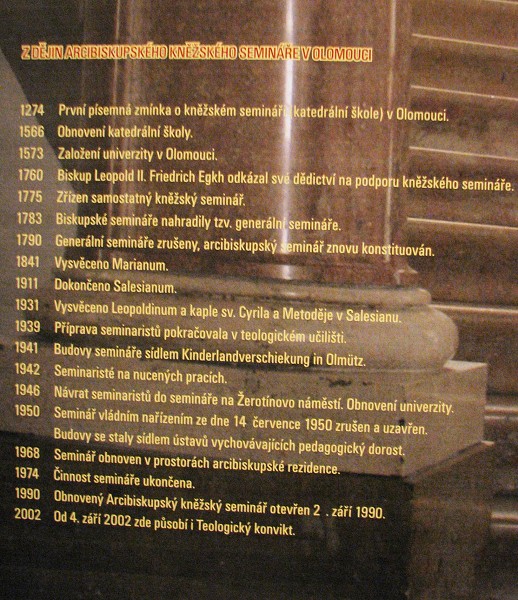 Z DĚJIN ARCIBISKUPSKÉHO KNĚŽSKÉHO SEMINÁŘE V OLOMOUCI
1274 První písemná zmínka o kněžském semináři (katedrální škole) v Olomouci.
1566 Obnovení katedrální školy.
1573 Založení univerzity v Olomouci.
1760 Biskup Leopold II. Friedrich Egkh odkázal své dědictví na podporu kněžského semináře.
1775 Zřízen samostatný kněžský seminář.
1783 Biskupské semináře nahradily tzv. generální semináře.
1790 Generální semináře zrušeny, arcibiskupský seminář znovu konstituován.
1841 Vysvěceno Marianum.
1911 Dokončeno Salesianum.
1931 Vysvěceno Leopoldinum a kaple sv. Cyrila a Metoděje v Salesianu.
1939 Příprava seminaristů pokračovala v teologickém učilišti.
1941 Budovy semináře sídlem Kinderlandverschiekung in Olmütz.
1942 Seminaristé na nucených pracích.
1946 Návrat seminaristů do semináře na Žerotínovo náměstí. Obnovení univerzity.
1950 Seminář vládním nařízením ze dne 14 července 1950 zrušen a uzavřen.
Budovy se staly sídlem ústavů vychovávajících pedagogický dorost.
1968 Seminář obnoven v prostorách arcibiskupské rezidence.
1974 Činnost semináře ukončena.
1990 Obnovený Arcibiskupský kněžský seminář otevřen 2 . září 1990.
2002 Od 4. září 2002 zde působí i Teologický konvikt.